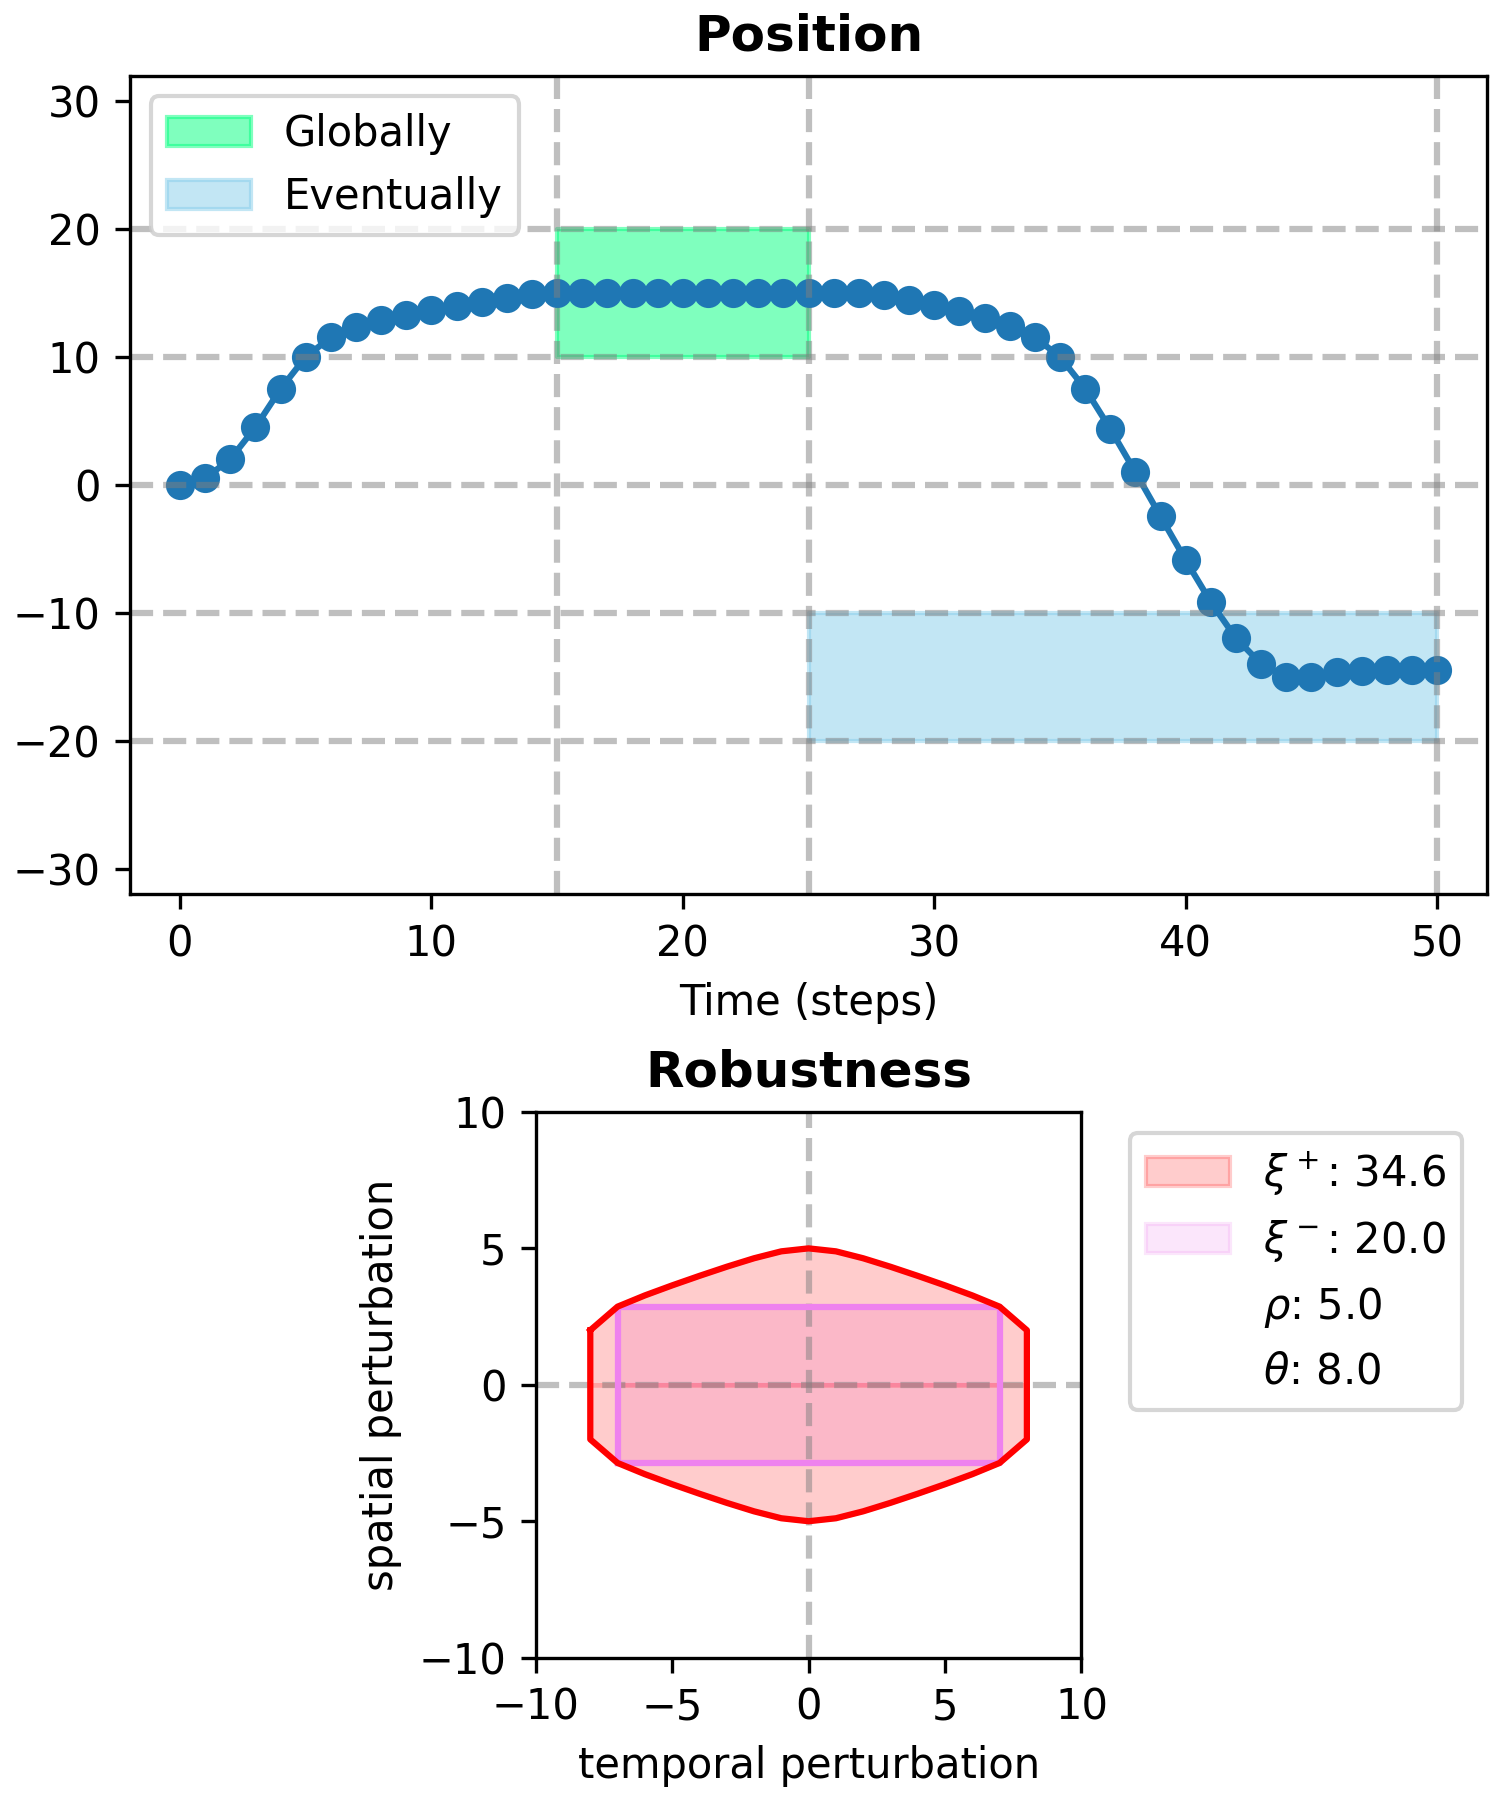 Position
30
20
10
0
−10
−20
−30
Globally
Eventually
0 10 20 30 40 50
Time (steps)
Robustness
10
5
0
−5
−10
spatial perturbation
−10 −5 0 5 10
temporal perturbation
ξ⁺: 34.6
ξ⁻: 20.0
ρ: 5.0
θ: 8.0